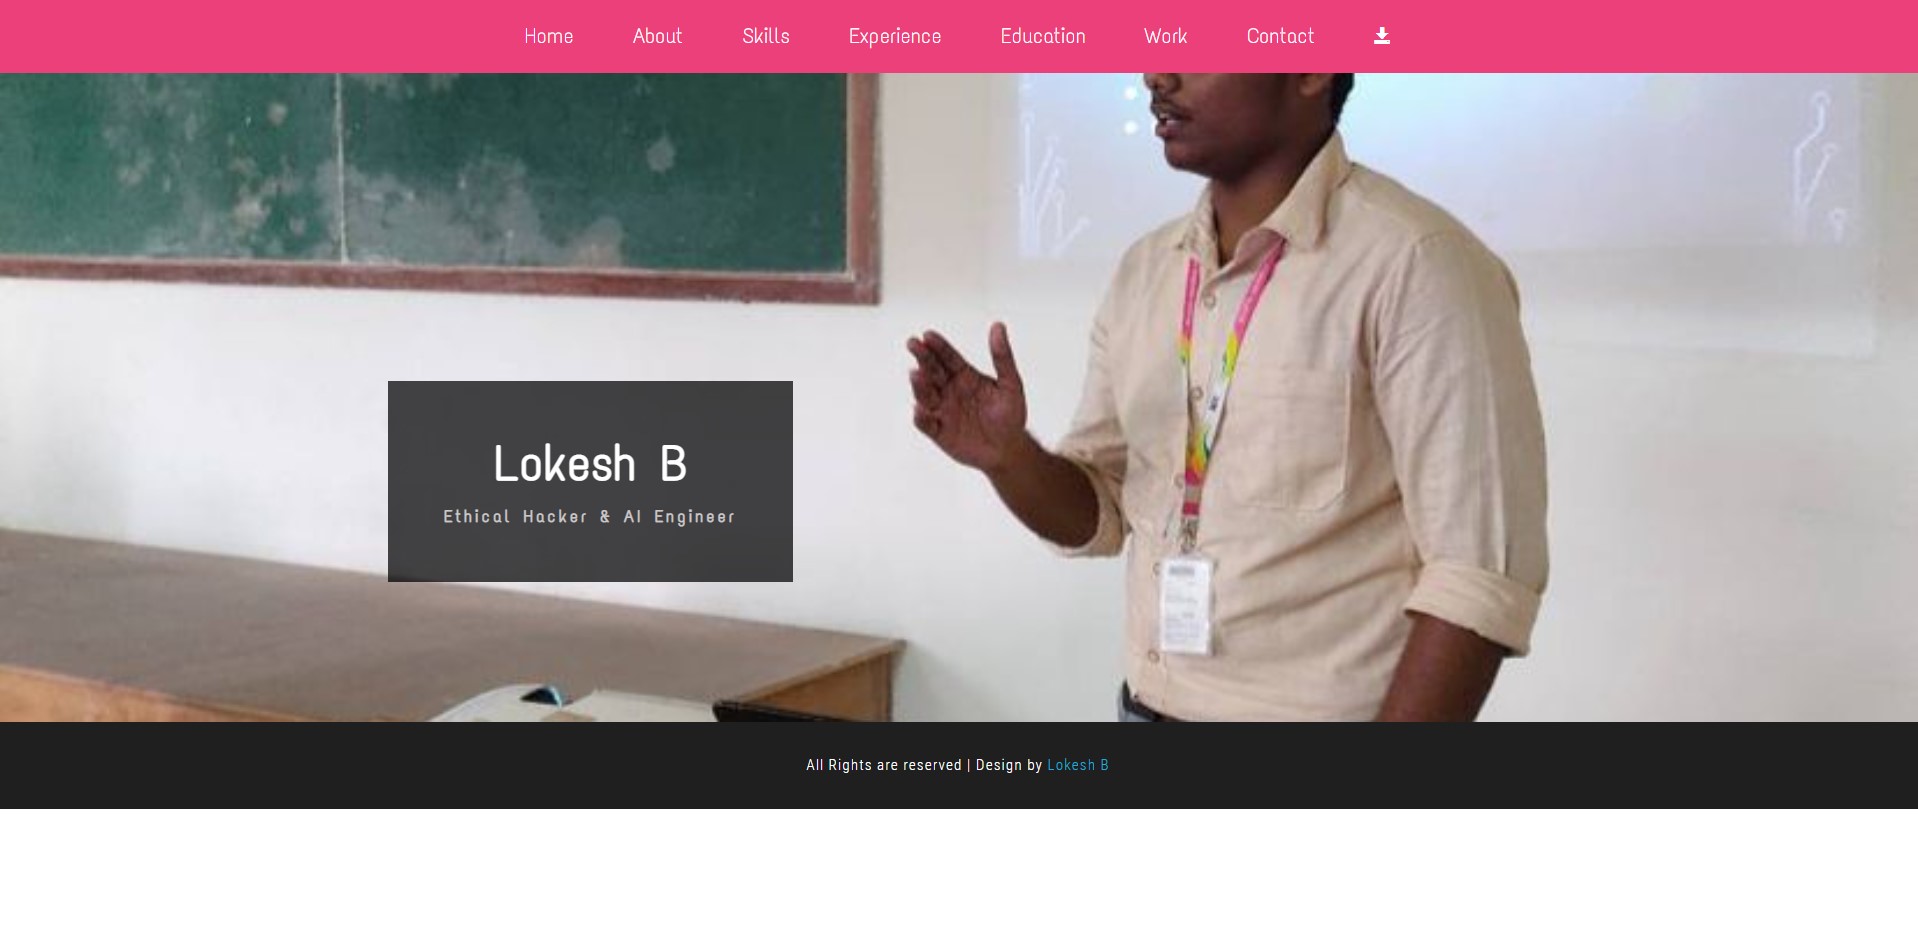 Home About Skills Experience Education Work Contact
Lokesh B
Ethical Hacker & AI Engineer
All Rights are reserved | Design by Lokesh B